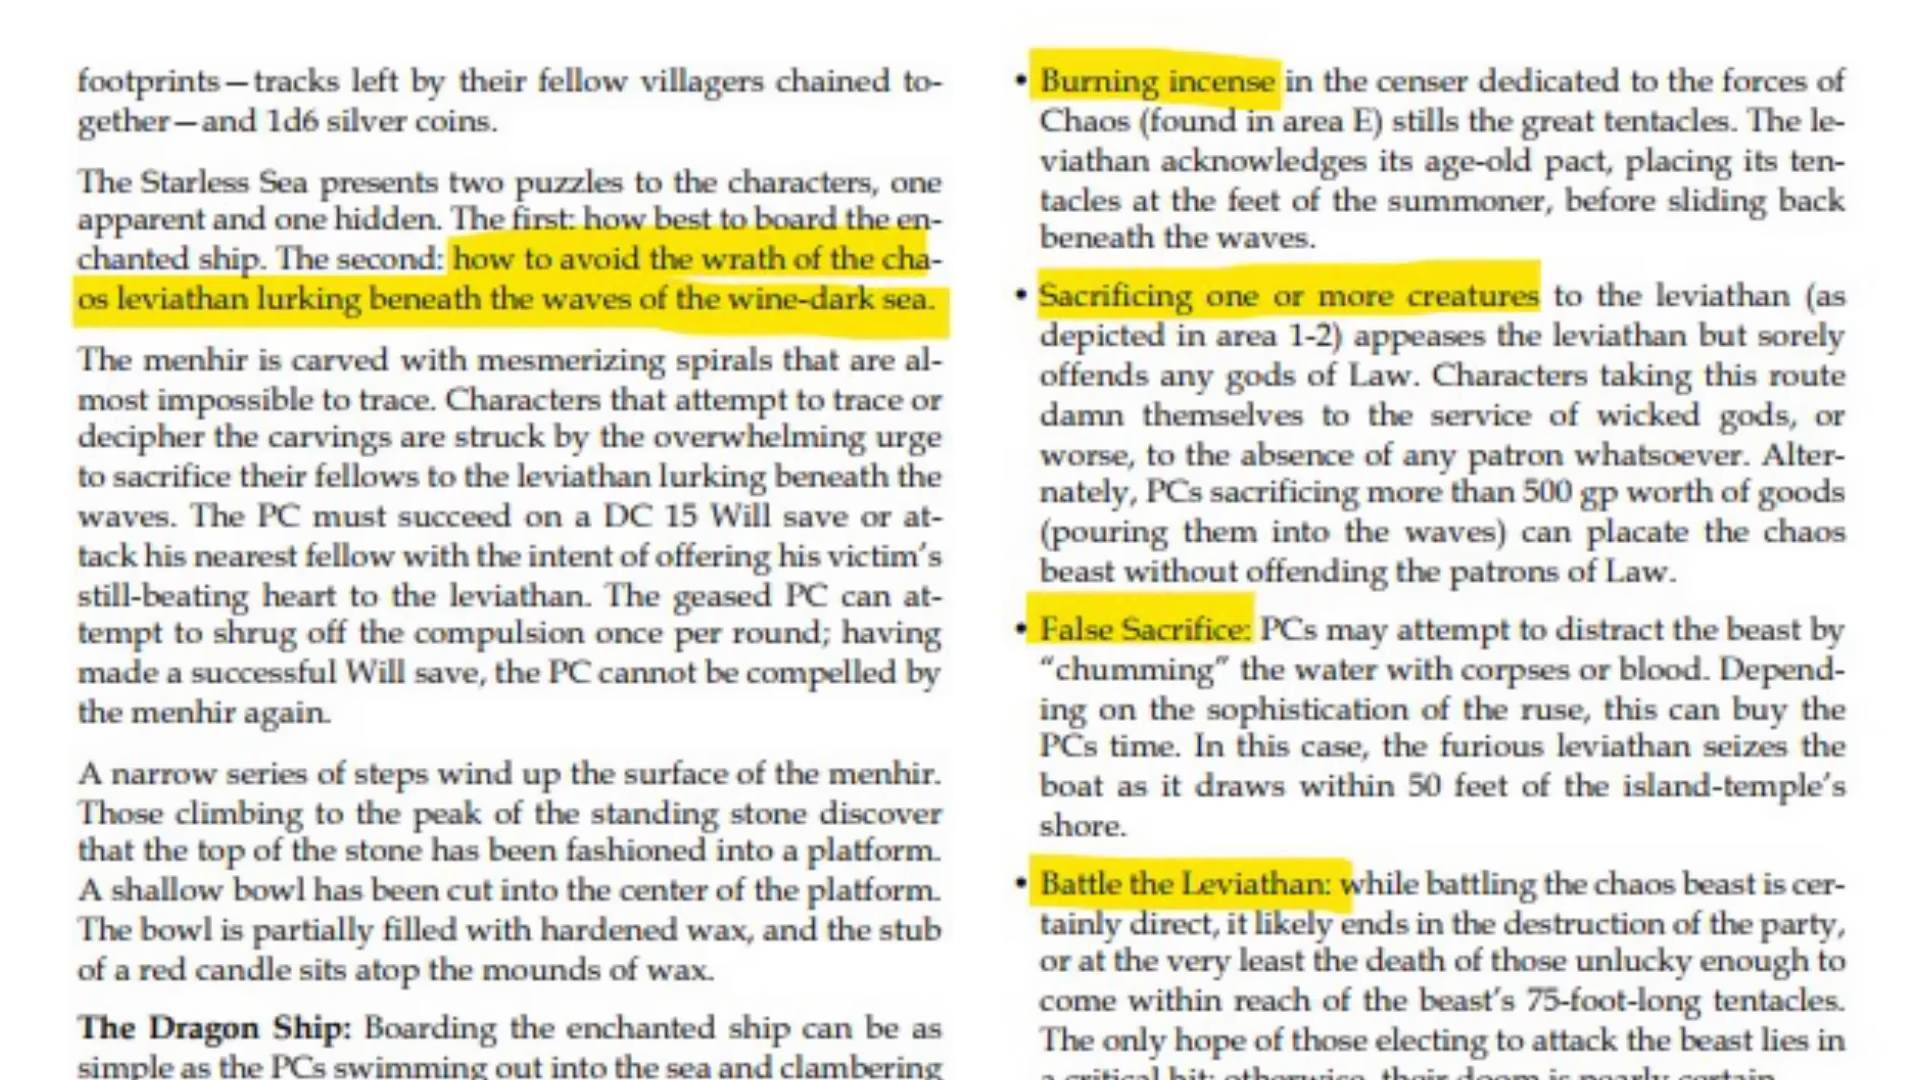 footprints—tracks left by their fellow villagers chained to-
gether—and 1d6 silver coins.
The Starless Sea presents two puzzles to the characters, one
apparent and one hidden. The first: how best to board the en-
chanted ship. The second: how to avoid the wrath of the cha-
os leviathan lurking beneath the waves of the wine-dark sea.
The menhir is carved with mesmerizing spirals that are al-
most impossible to trace. Characters that attempt to trace or
decipher the carvings are struck by the overwhelming urge
to sacrifice their fellows to the leviathan lurking beneath the
waves. The PC must succeed on a DC 15 Will save or at-
tack his nearest fellow with the intent of offering his victim's
still-beating heart to the leviathan. The geased PC can at-
tempt to shrug off the compulsion once per round; having
made a successful Will save, the PC cannot be compelled by
the menhir again.
A narrow series of steps wind up the surface of the menhir.
Those climbing to the peak of the standing stone discover
that the top of the stone has been fashioned into a platform.
A shallow bowl has been cut into the center of the platform.
The bowl is partially filled with hardened wax, and the stub
of a red candle sits atop the mounds of wax.
The Dragon Ship: Boarding the enchanted ship can be as
simple as the PCs swimming out into the sea and clambering
• Burning incense in the censer dedicated to the forces of
Chaos (found in area E) stills the great tentacles. The le-
viathan acknowledges its age-old pact, placing its ten-
tacles at the feet of the summoner, before sliding back
beneath the waves.
• Sacrificing one or more creatures to the leviathan (as
depicted in area 1-2) appeases the leviathan but sorely
offends any gods of Law. Characters taking this route
damn themselves to the service of wicked gods, or
worse, to the absence of any patron whatsoever. Alter-
nately, PCs sacrificing more than 500 gp worth of goods
(pouring them into the waves) can placate the chaos
beast without offending the patrons of Law.
• False Sacrifice: PCs may attempt to distract the beast by
“chumming” the water with corpses or blood. Depend-
ing on the sophistication of the ruse, this can buy the
PCs time. In this case, the furious leviathan seizes the
boat as it draws within 50 feet of the island-temple's
shore.
• Battle the Leviathan: while battling the chaos beast is cer-
tainly direct, it likely ends in the destruction of the party,
or at the very least the death of those unlucky enough to
come within reach of the beast's 75-foot-long tentacles.
The only hope of those electing to attack the beast lies in
a critical hit; otherwise, their doom is nearly certain.